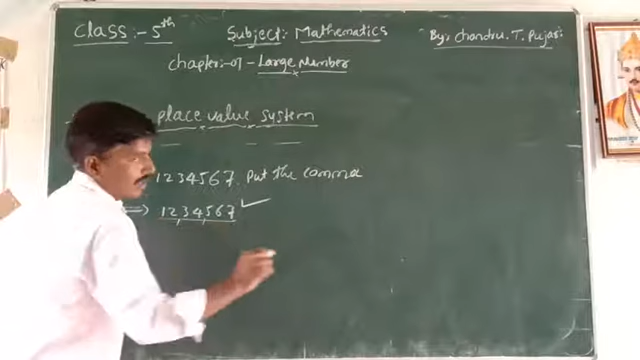 Class:- 5th Subject:- Mathematics By: Chandru. T. Pujari
chapter:-01 - Large Number
place value system
1234567. Put the comma
=> 12,34,567 ✓